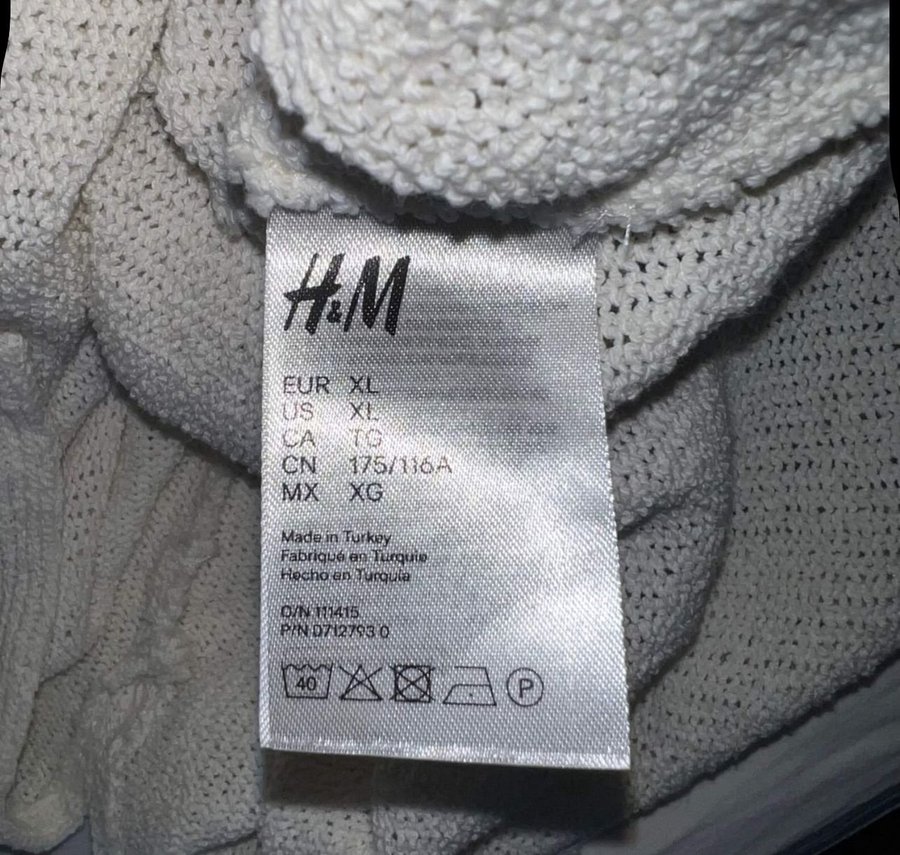 H&M
EUR XL
US XL
CA TG
CN 175/116A
MX XG
Made in Turkey
Fabriqué en Turquie
Hecho en Turquía
O/N 111415
P/N 0712793 0
40
P